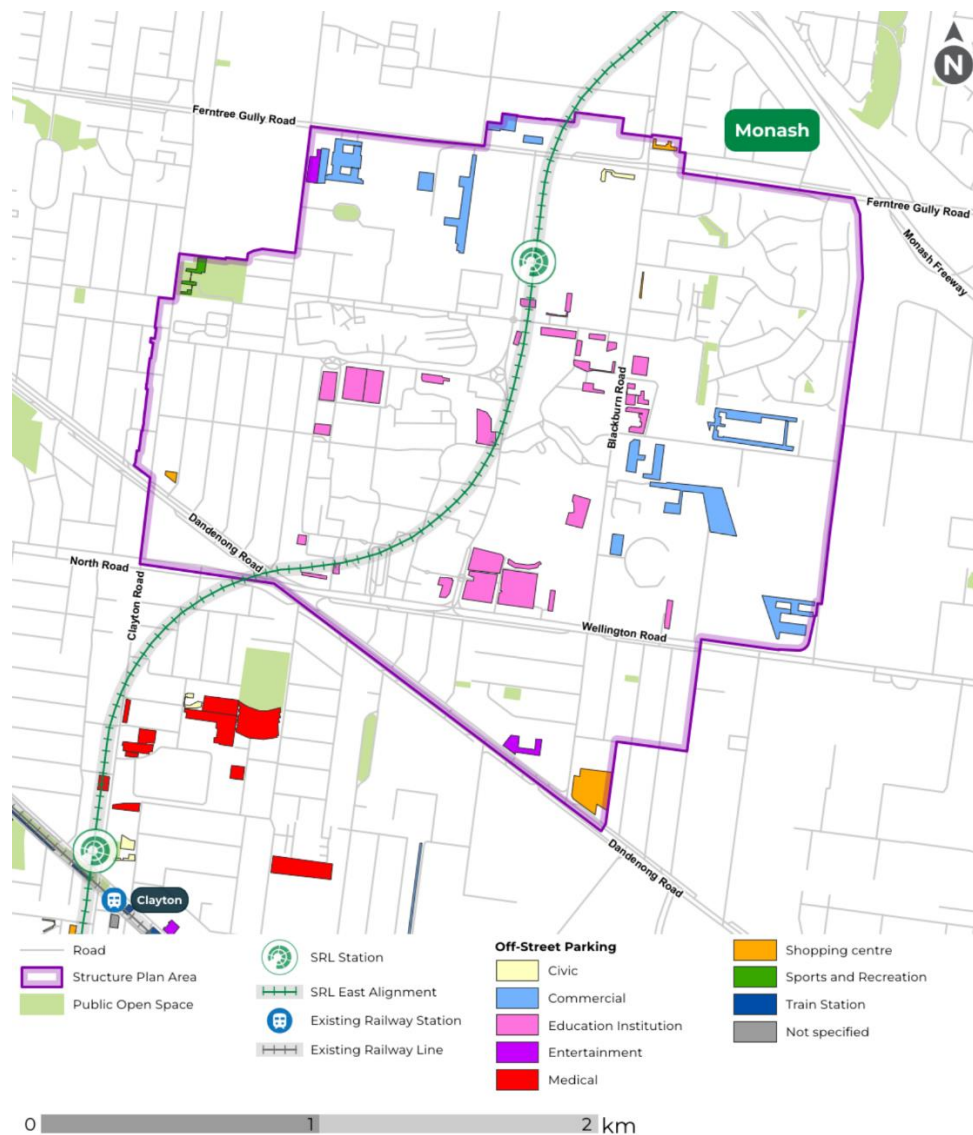 N
Monash
Ferntree Gully Road
Ferntree Gully Road
Monash Freeway
Blackburn Road
Dandenong Road
North Road
Clayton Road
Wellington Road
Dandenong Road
Clayton
Road
Structure Plan Area
Public Open Space
SRL Station
SRL East Alignment
Existing Railway Station
Existing Railway Line
Off-Street Parking
Civic
Commercial
Education Institution
Entertainment
Medical
Shopping centre
Sports and Recreation
Train Station
Not specified
0 1 2 km